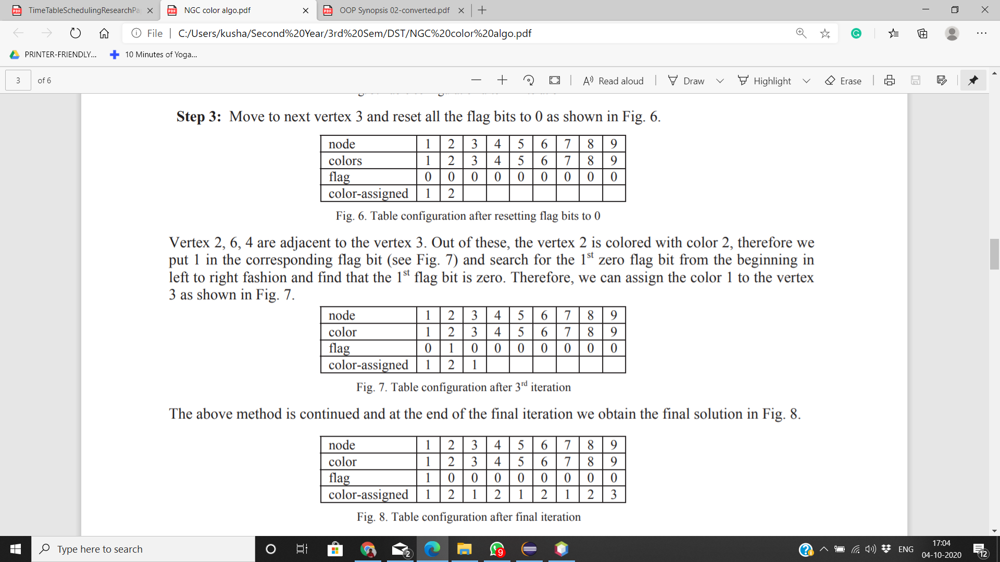 TimeTableSchedulingResearchPa
NGC color algo.pdf
OOP Synopsis 02-converted.pdf
File
C:/Users/kusha/Second%20Year/3rd%20Sem/DST/NGC%20color%20algo.pdf
PRINTER-FRIENDLY...
10 Minutes of Yoga...
3 of 6
Read aloud
Draw
Highlight
Erase
Step 3: Move to next vertex 3 and reset all the flag bits to 0 as shown in Fig. 6.
node 1 2 3 4 5 6 7 8 9
colors 1 2 3 4 5 6 7 8 9
flag 0 0 0 0 0 0 0 0 0
color-assigned 1 2
Fig. 6. Table configuration after resetting flag bits to 0
Vertex 2, 6, 4 are adjacent to the vertex 3. Out of these, the vertex 2 is colored with color 2, therefore we
put 1 in the corresponding flag bit (see Fig. 7) and search for the 1st zero flag bit from the beginning in
left to right fashion and find that the 1st flag bit is zero. Therefore, we can assign the color 1 to the vertex
3 as shown in Fig. 7.
node 1 2 3 4 5 6 7 8 9
color 1 2 3 4 5 6 7 8 9
flag 0 1 0 0 0 0 0 0 0
color-assigned 1 2 1
Fig. 7. Table configuration after 3rd iteration
The above method is continued and at the end of the final iteration we obtain the final solution in Fig. 8.
node 1 2 3 4 5 6 7 8 9
color 1 2 3 4 5 6 7 8 9
flag 1 0 0 0 0 0 0 0 0
color-assigned 1 2 1 2 1 2 1 2 3
Fig. 8. Table configuration after final iteration
Type here to search
2
9
ENG
17:04
04-10-2020
12